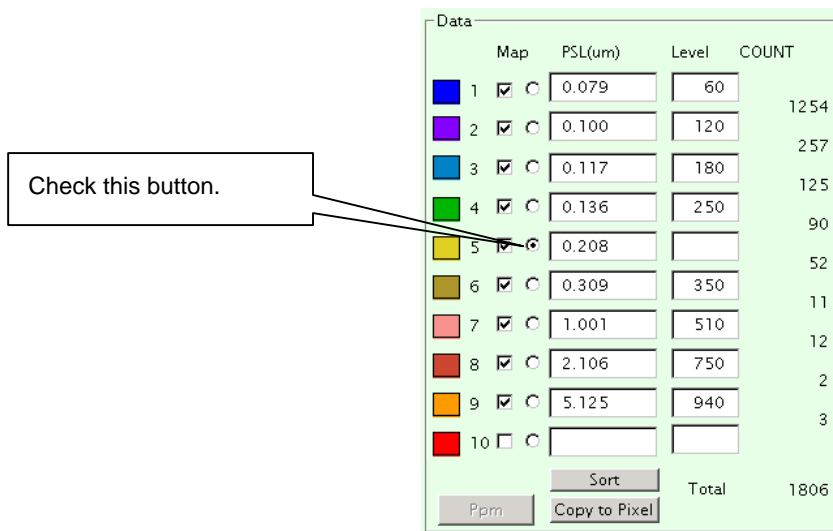 Data
Map PSL(um) Level COUNT
1 0.079 60
1254
2 0.100 120
257
3 0.117 180
125
Check this button.
4 0.136 250
90
5 0.208
52
6 0.309 350
11
7 1.001 510
12
8 2.106 750
2
9 5.125 940
3
10
Sort
Total 1806
Ppm Copy to Pixel